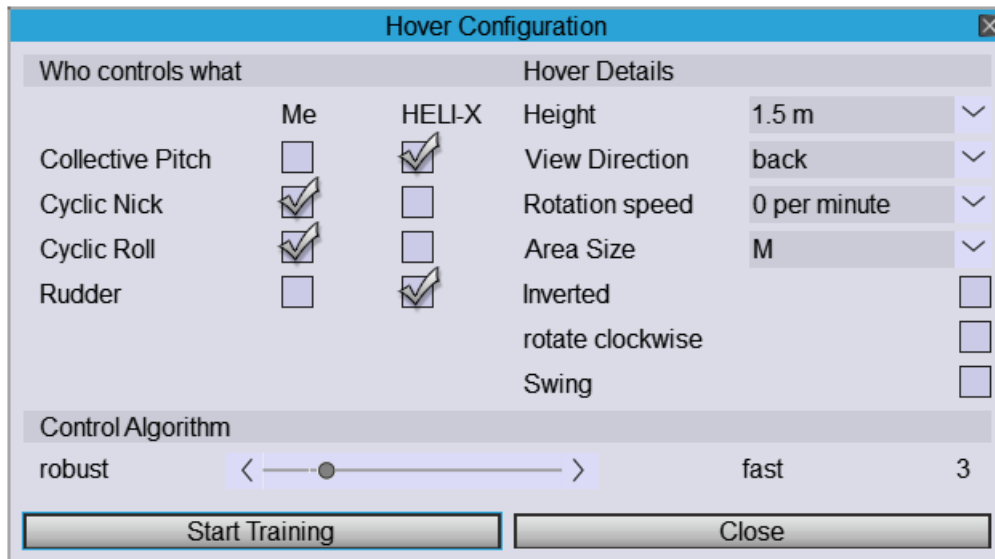 Hover Configuration
Who controls what
Me HELI-X
Collective Pitch
Cyclic Nick
Cyclic Roll
Rudder
Hover Details
Height 1.5 m
View Direction back
Rotation speed 0 per minute
Area Size M
Inverted
rotate clockwise
Swing
Control Algorithm
robust fast 3
Start Training Close